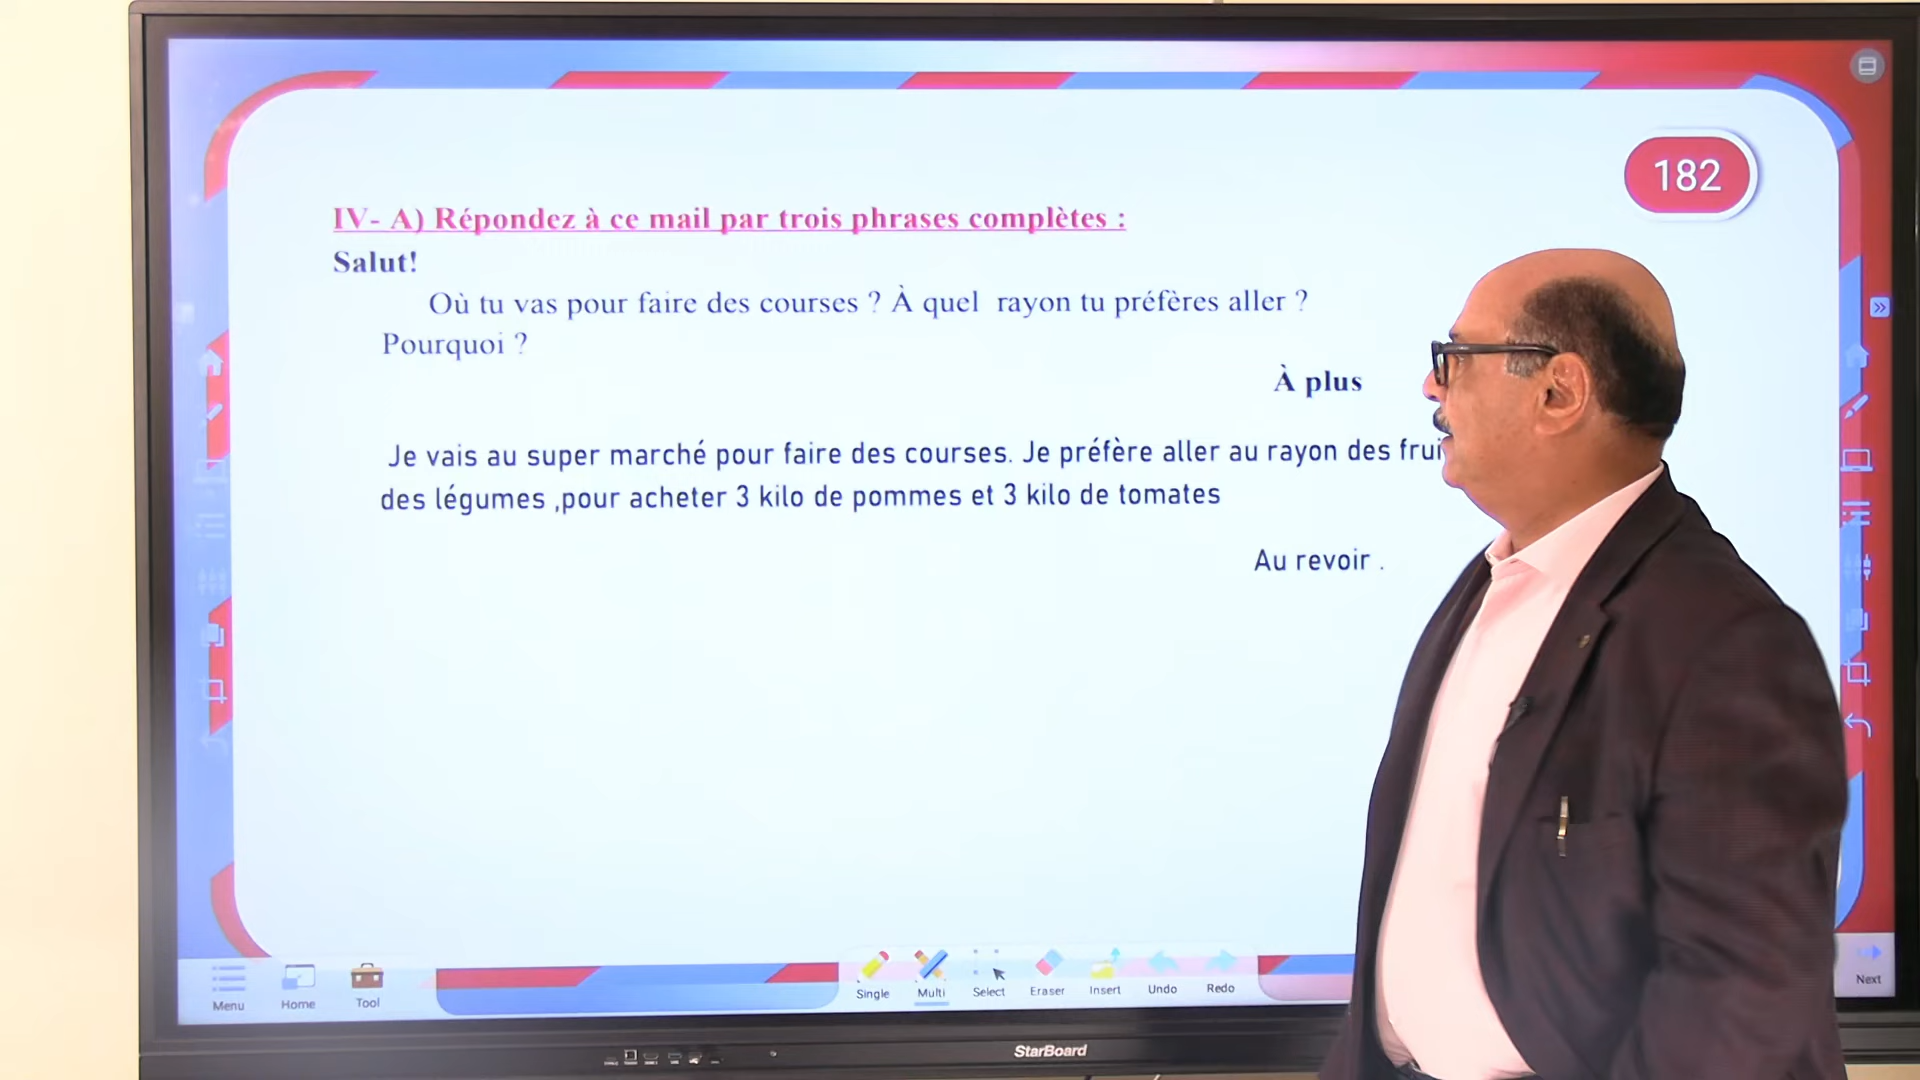 182
IV- A) Répondez à ce mail par trois phrases complètes :
Salut!
Où tu vas pour faire des courses ? À quel rayon tu préfères aller ?
Pourquoi ?
À plus
Je vais au super marché pour faire des courses. Je préfère aller au rayon des frui
des légumes ,pour acheter 3 kilo de pommes et 3 kilo de tomates
Au revoir .
Menu Home Tool Single Multi Select Eraser Insert Undo Redo Next
StarBoard